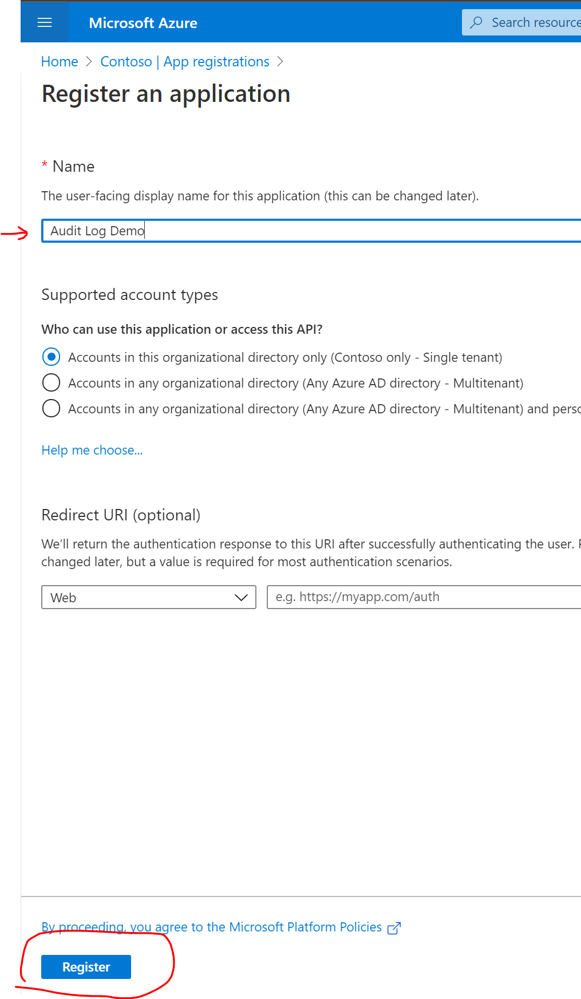 Microsoft Azure
Search resource
Home > Contoso | App registrations >
Register an application
* Name
The user-facing display name for this application (this can be changed later).
Audit Log Demo
Supported account types
Who can use this application or access this API?
Accounts in this organizational directory only (Contoso only - Single tenant)
Accounts in any organizational directory (Any Azure AD directory - Multitenant)
Accounts in any organizational directory (Any Azure AD directory - Multitenant) and perso
Help me choose...
Redirect URI (optional)
We’ll return the authentication response to this URI after successfully authenticating the user.
changed later, but a value is required for most authentication scenarios.
Web
e.g. https://myapp.com/auth
By proceeding, you agree to the Microsoft Platform Policies
Register